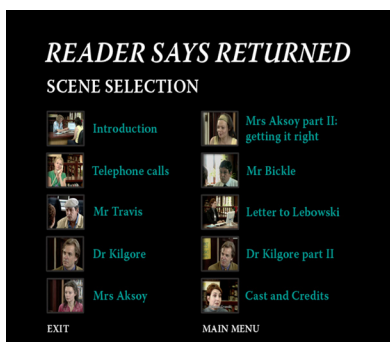 READER SAYS RETURNED
SCENE SELECTION
Introduction
Telephone calls
Mr Travis
Dr Kilgore
Mrs Aksoy
Mrs Aksoy part II:
getting it right
Mr Bickle
Letter to Lebowski
Dr Kilgore part II
Cast and Credits
EXIT
MAIN MENU